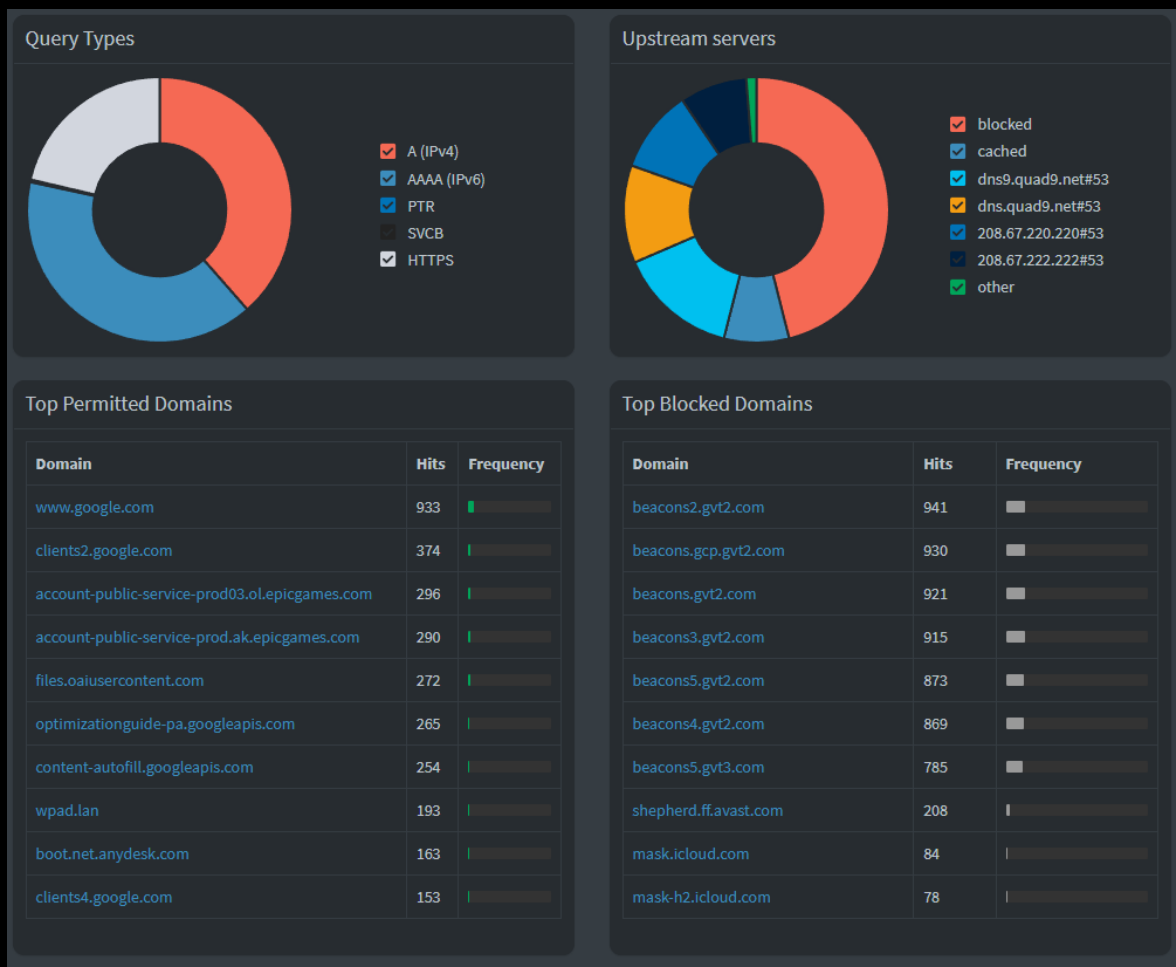 Query Types
A (IPv4)
AAAA (IPv6)
PTR
SVCB
HTTPS
Upstream servers
blocked
cached
dns9.quad9.net#53
dns.quad9.net#53
208.67.220.220#53
208.67.222.222#53
other
Top Permitted Domains
Domain Hits Frequency
www.google.com 933
clients2.google.com 374
account-public-service-prod03.ol.epicgames.com 296
account-public-service-prod.ak.epicgames.com 290
files.oaiusercontent.com 272
optimizationguide-pa.googleapis.com 265
content-autofill.googleapis.com 254
wpad.lan 193
boot.net.anydesk.com 163
clients4.google.com 153
Top Blocked Domains
Domain Hits Frequency
beacons2.gvt2.com 941
beacons.gcp.gvt2.com 930
beacons.gvt2.com 921
beacons3.gvt2.com 915
beacons5.gvt2.com 873
beacons4.gvt2.com 869
beacons5.gvt3.com 785
shepherd.ff.avast.com 208
mask.icloud.com 84
mask-h2.icloud.com 78